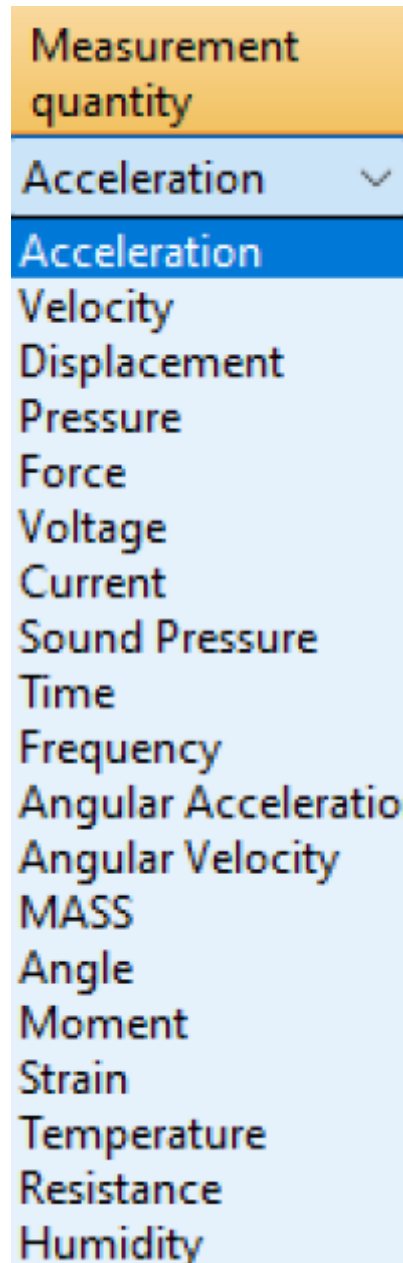 Measurement
quantity
Acceleration
Acceleration
Velocity
Displacement
Pressure
Force
Voltage
Current
Sound Pressure
Time
Frequency
Angular Acceleratio
Angular Velocity
MASS
Angle
Moment
Strain
Temperature
Resistance
Humidity